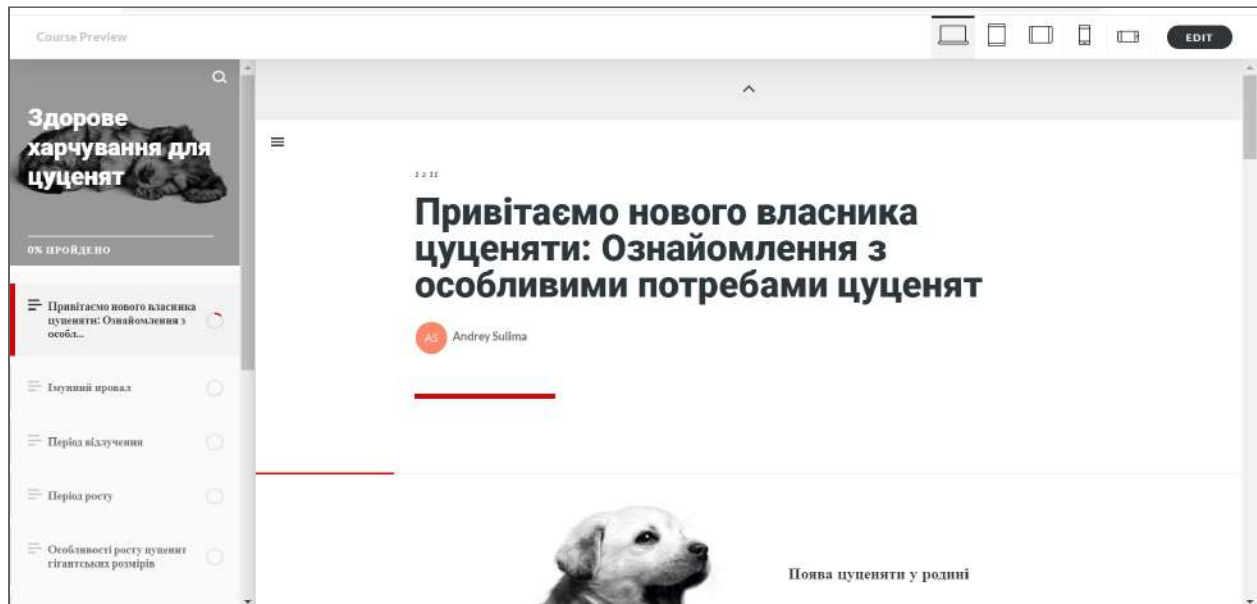 Course Preview
EDIT
Здорове
харчування для
цуценят
0% ПРОЙДЕНО
Привітаємо нового власника
цуценяти: Ознайомлення з
особл...
Імунний провал
Період відлучення
Період росту
Особливості росту цуценят
гігантських розмірів
1 з 11
Привітаємо нового власника
цуценяти: Ознайомлення з
особливими потребами цуценят
AS
Andrey Sulima
Поява цуценяти у родині